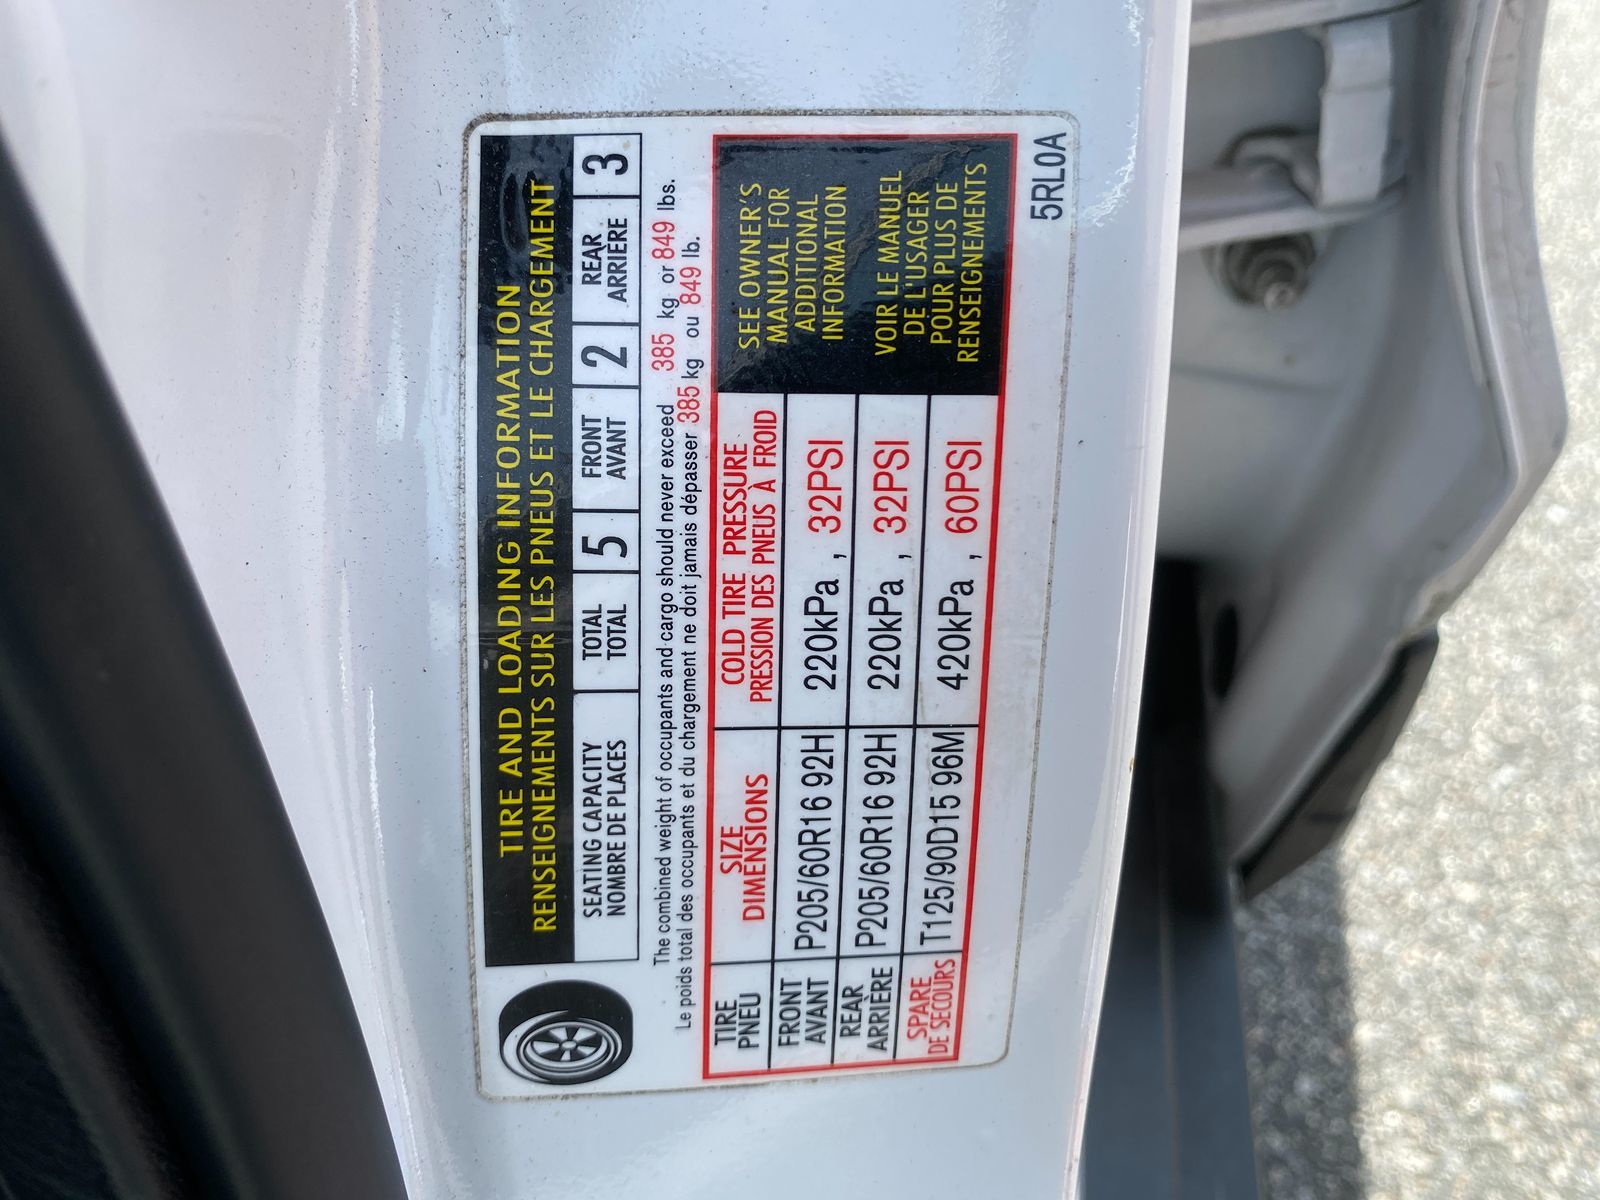 TIRE AND LOADING INFORMATION
RENSEIGNEMENTS SUR LES PNEUS ET LE CHARGEMENT
SEATING CAPACITY
NOMBRE DE PLACES
TOTAL
TOTAL
5
FRONT
AVANT
2
REAR
ARRIERE
3
The combined weight of occupants and cargo should never exceed 385 kg or 849 lbs.
Le poids total des occupants et du chargement ne doit jamais dépasser 385 kg ou 849 lb.
TIRE
PNEU
SIZE
DIMENSIONS
COLD TIRE PRESSURE
PRESSION DES PNEUS À FROID
FRONT
AVANT
P205/60R16 92H
220kPa , 32PSI
REAR
ARRIÈRE
P205/60R16 92H
220kPa , 32PSI
SPARE
DE SECOURS
T125/90D15 96M
420kPa , 60PSI
SEE OWNER'S
MANUAL FOR
ADDITIONAL
INFORMATION
VOIR LE MANUEL
DE L'USAGER
POUR PLUS DE
RENSEIGNEMENTS
5RL0A